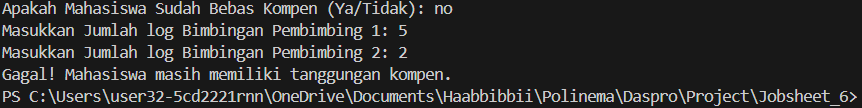 Apakah Mahasiswa Sudah Bebas Kompen (Ya/Tidak): no
Masukkan Jumlah log Bimbingan Pembimbing 1: 5
Masukkan Jumlah log Bimbingan Pembimbing 2: 2
Gagal! Mahasiswa masih memiliki tanggungan kompen.
PS C:\Users\user32-5cd2221rnn\OneDrive\Documents\Haabbibbii\Polinema\Daspro\Project\Jobsheet_6>